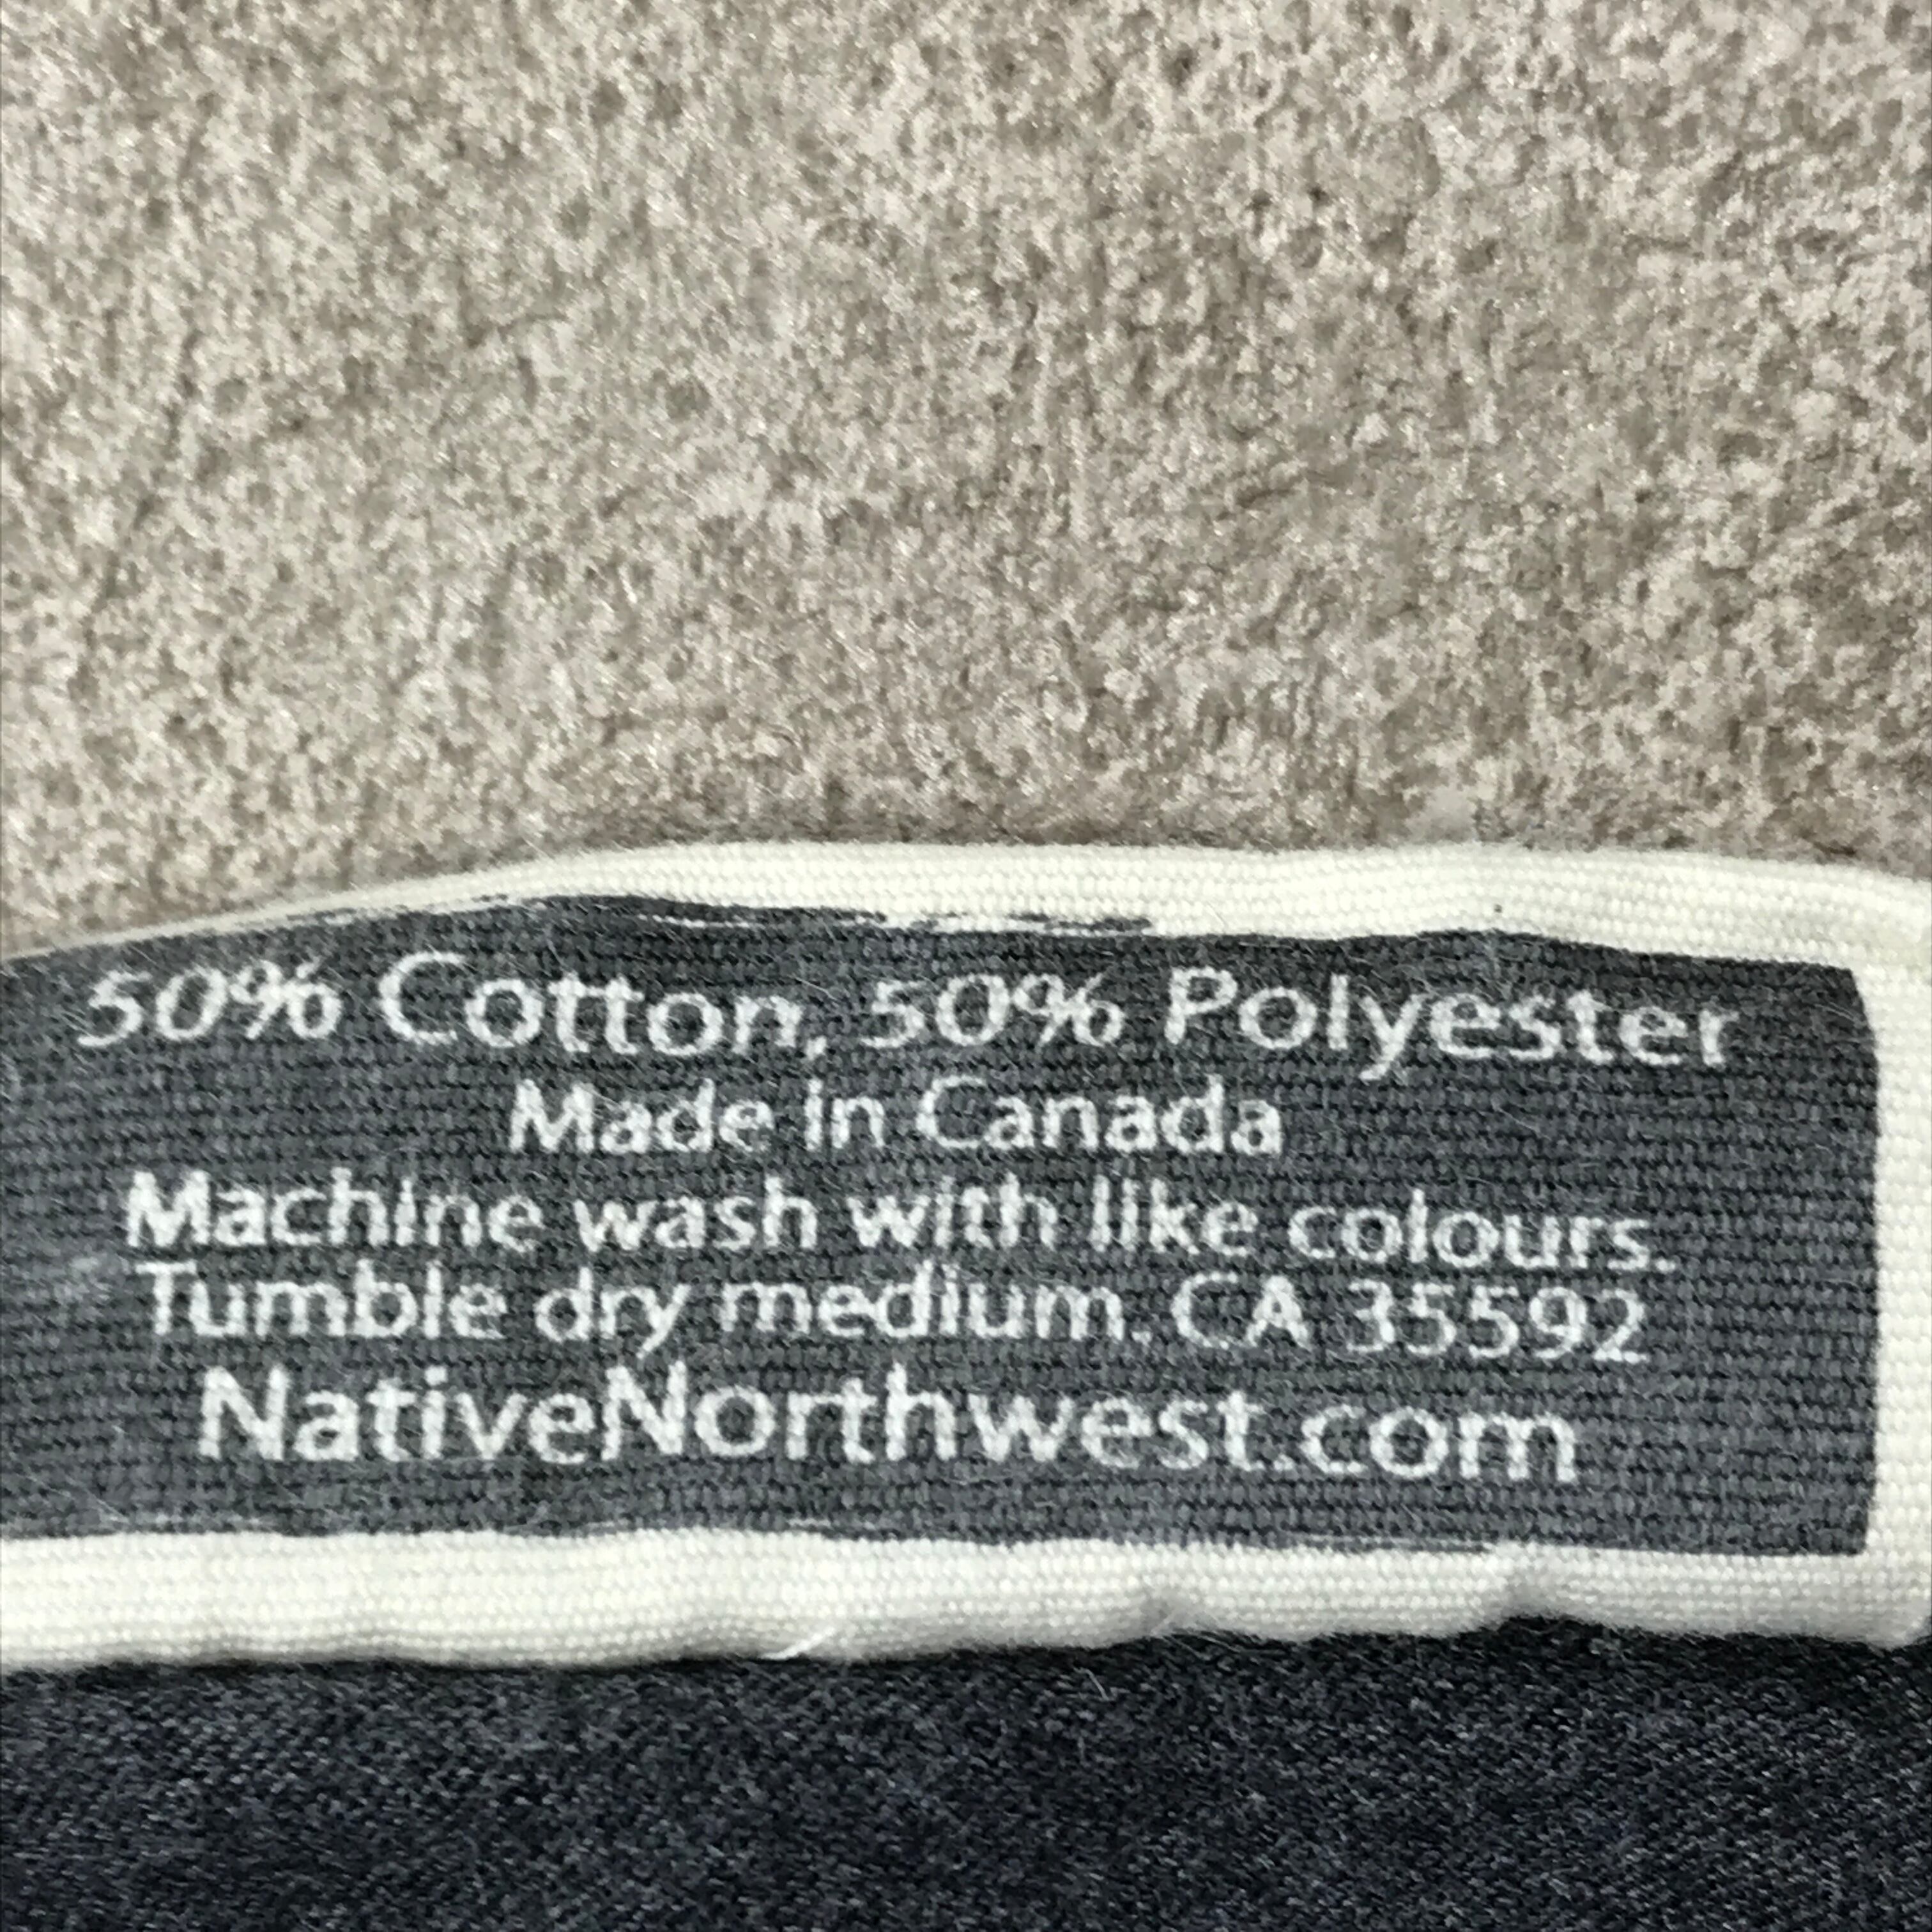 50% Cotton, 50% Polyester
Made in Canada
Machine wash with like colours.
Tumble dry medium. CA 35592
NativeNorthwest.com